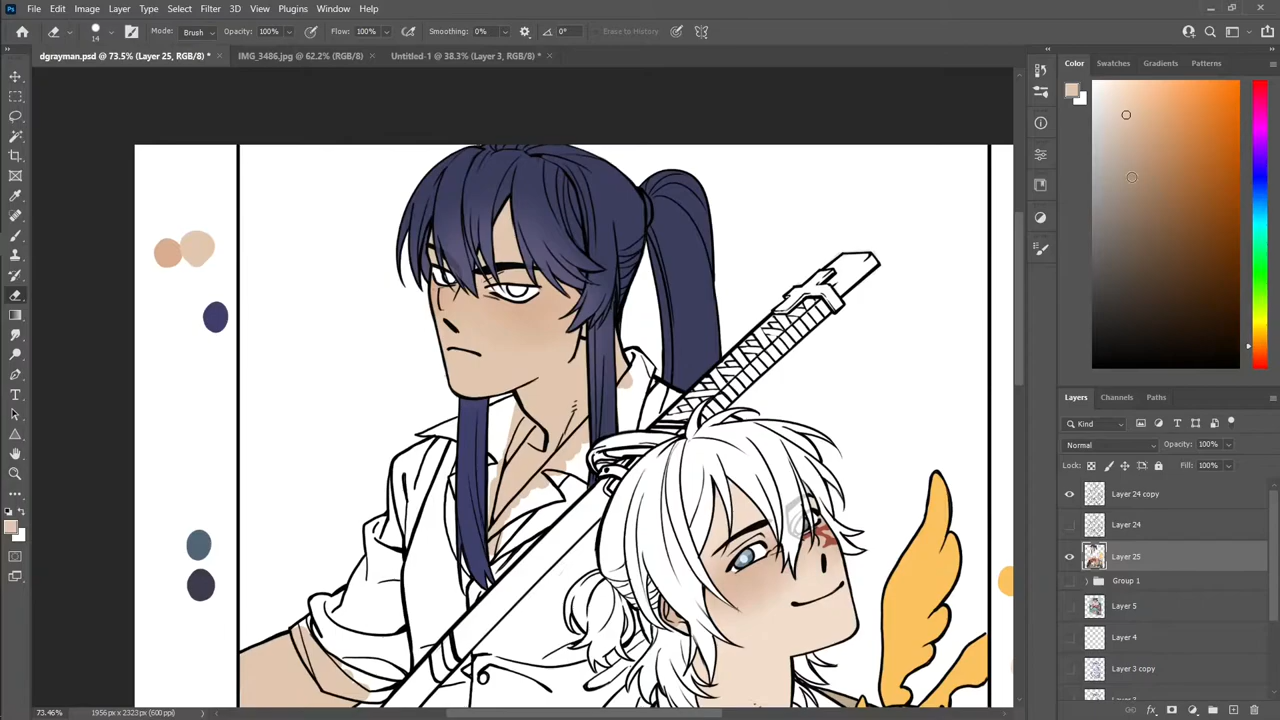 Ps File Edit Image Layer Type Select Filter 3D View Plugins Window Help
14 Mode: Brush Opacity: 100% Flow: 100% Smoothing: 0% 0° Erase to History
dgrayman.psd @ 73.5% (Layer 25, RGB/8) * × IMG_3486.jpg @ 62.2% (RGB/8) × Untitled-1 @ 38.3% (Layer 3, RGB/8) * ×
Color Swatches Gradients Patterns
Layers Channels Paths
Kind
Normal Opacity: 100%
Lock: Fill: 100%
Layer 24 copy
Layer 24
Layer 25
Group 1
Layer 5
Layer 4
Layer 3 copy
73.46% 1956 px x 2323 px (600 ppi)